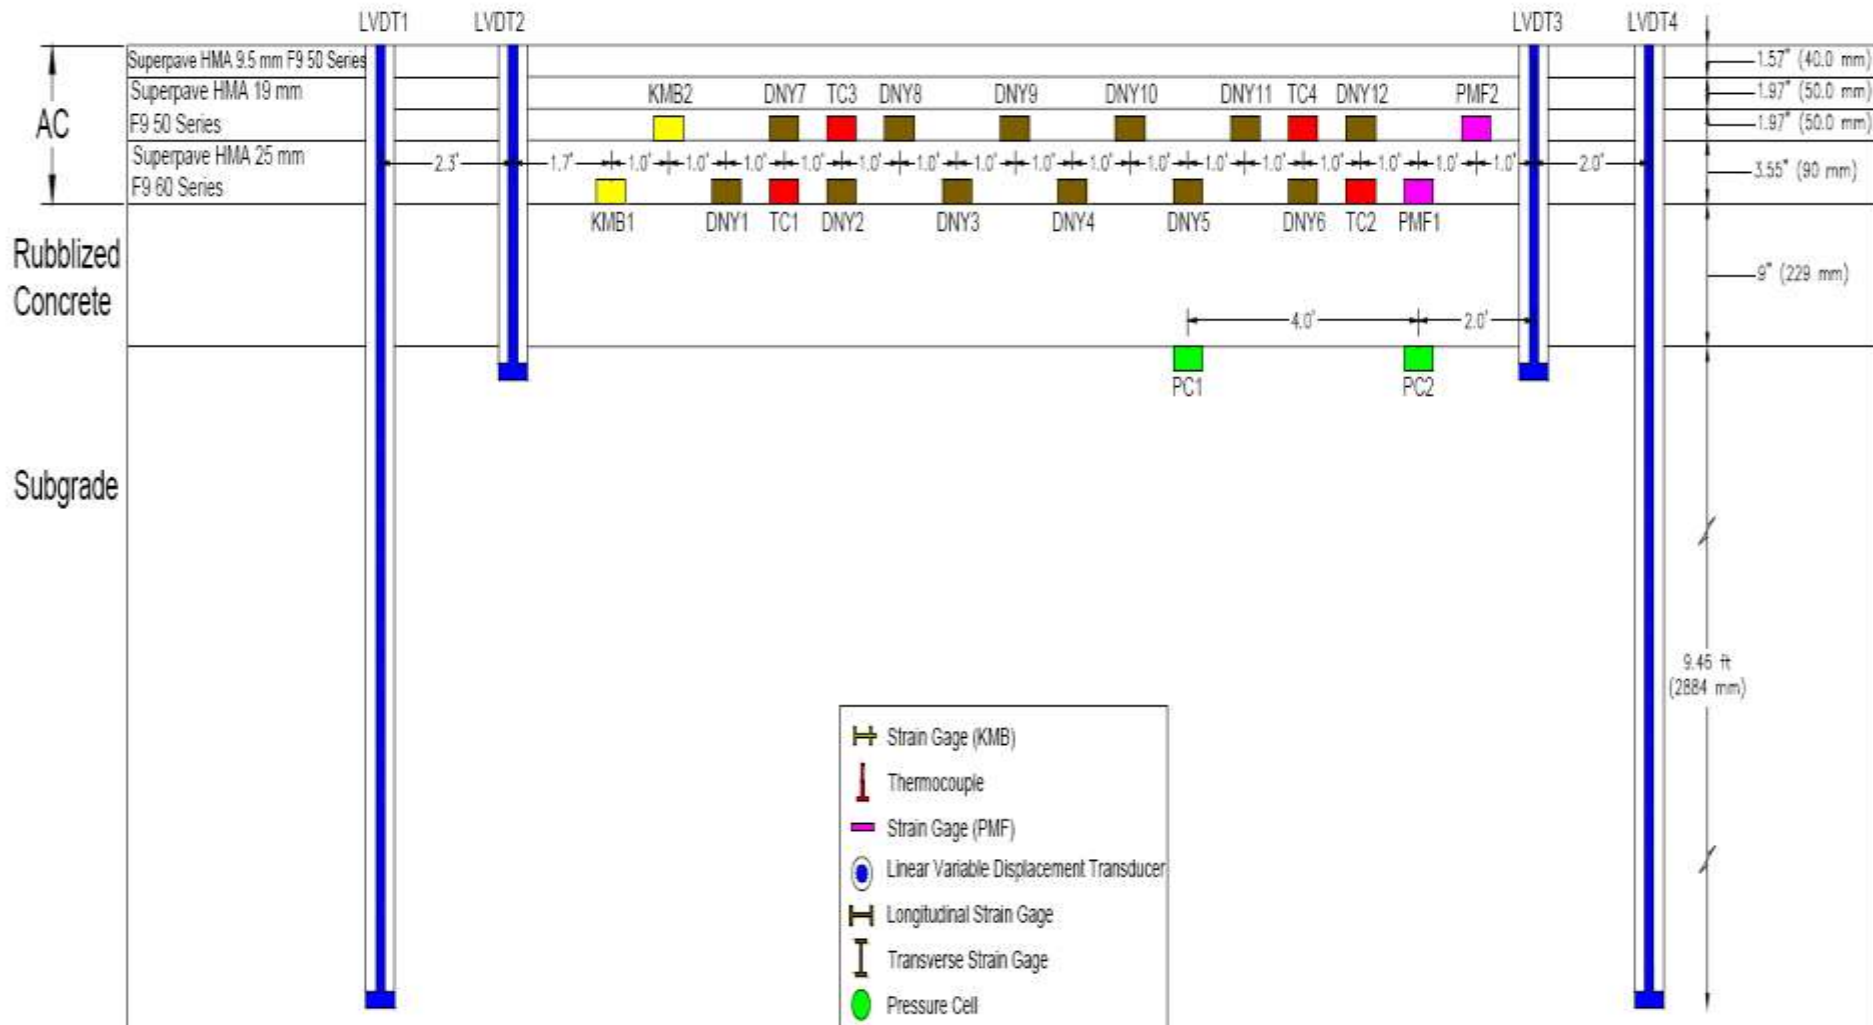 LVDT1 LVDT2 LVDT3 LVDT4
Superpave HMA 9.5 mm F9 50 Series
1.57" (40.0 mm)
Superpave HMA 19 mm
1.97" (50.0 mm)
KMB2 DNY7 TC3 DNY8 DNY9 DNY10 DNY11 TC4 DNY12 PMF2
AC
F9 50 Series
1.97" (50.0 mm)
Superpave HMA 25 mm
2.3' 1.7' 1.0' 1.0' 1.0' 1.0' 1.0' 1.0' 1.0' 1.0' 1.0' 1.0' 1.0' 1.0' 1.0' 1.0' 1.0' 1.0' 2.0'
3.55" (90 mm)
F9 60 Series
KMB1 DNY1 TC1 DNY2 DNY3 DNY4 DNY5 DNY6 TC2 PMF1
Rubblized
Concrete
9" (229 mm)
4.0' 2.0'
PC1 PC2
Subgrade
9.46 ft
(2884 mm)
Strain Gage (KMB)
Thermocouple
Strain Gage (PMF)
Linear Variable Displacement Transducer
Longitudinal Strain Gage
Transverse Strain Gage
Pressure Cell